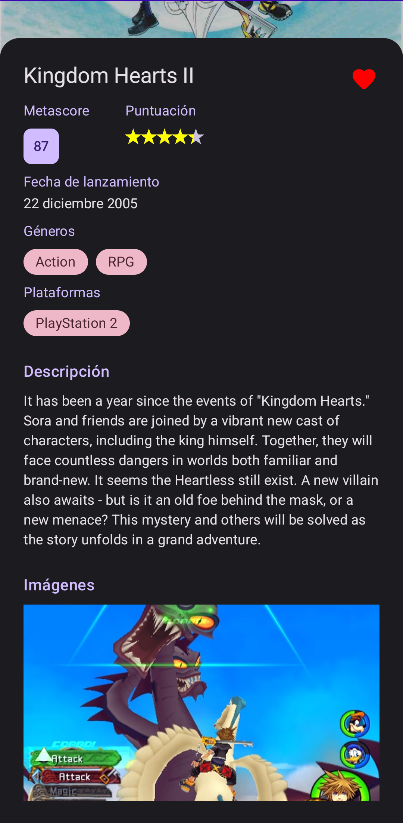 Kingdom Hearts II
Metascore
Puntuación
87
Fecha de lanzamiento
22 diciembre 2005
Géneros
Action
RPG
Plataformas
PlayStation 2
Descripción
It has been a year since the events of "Kingdom Hearts."
Sora and friends are joined by a vibrant new cast of
characters, including the king himself. Together, they will
face countless dangers in worlds both familiar and
brand-new. It seems the Heartless still exist. A new villain
also awaits - but is it an old foe behind the mask, or a
new menace? This mystery and others will be solved as
the story unfolds in a grand adventure.
Imágenes
Attack
Attack
Magic